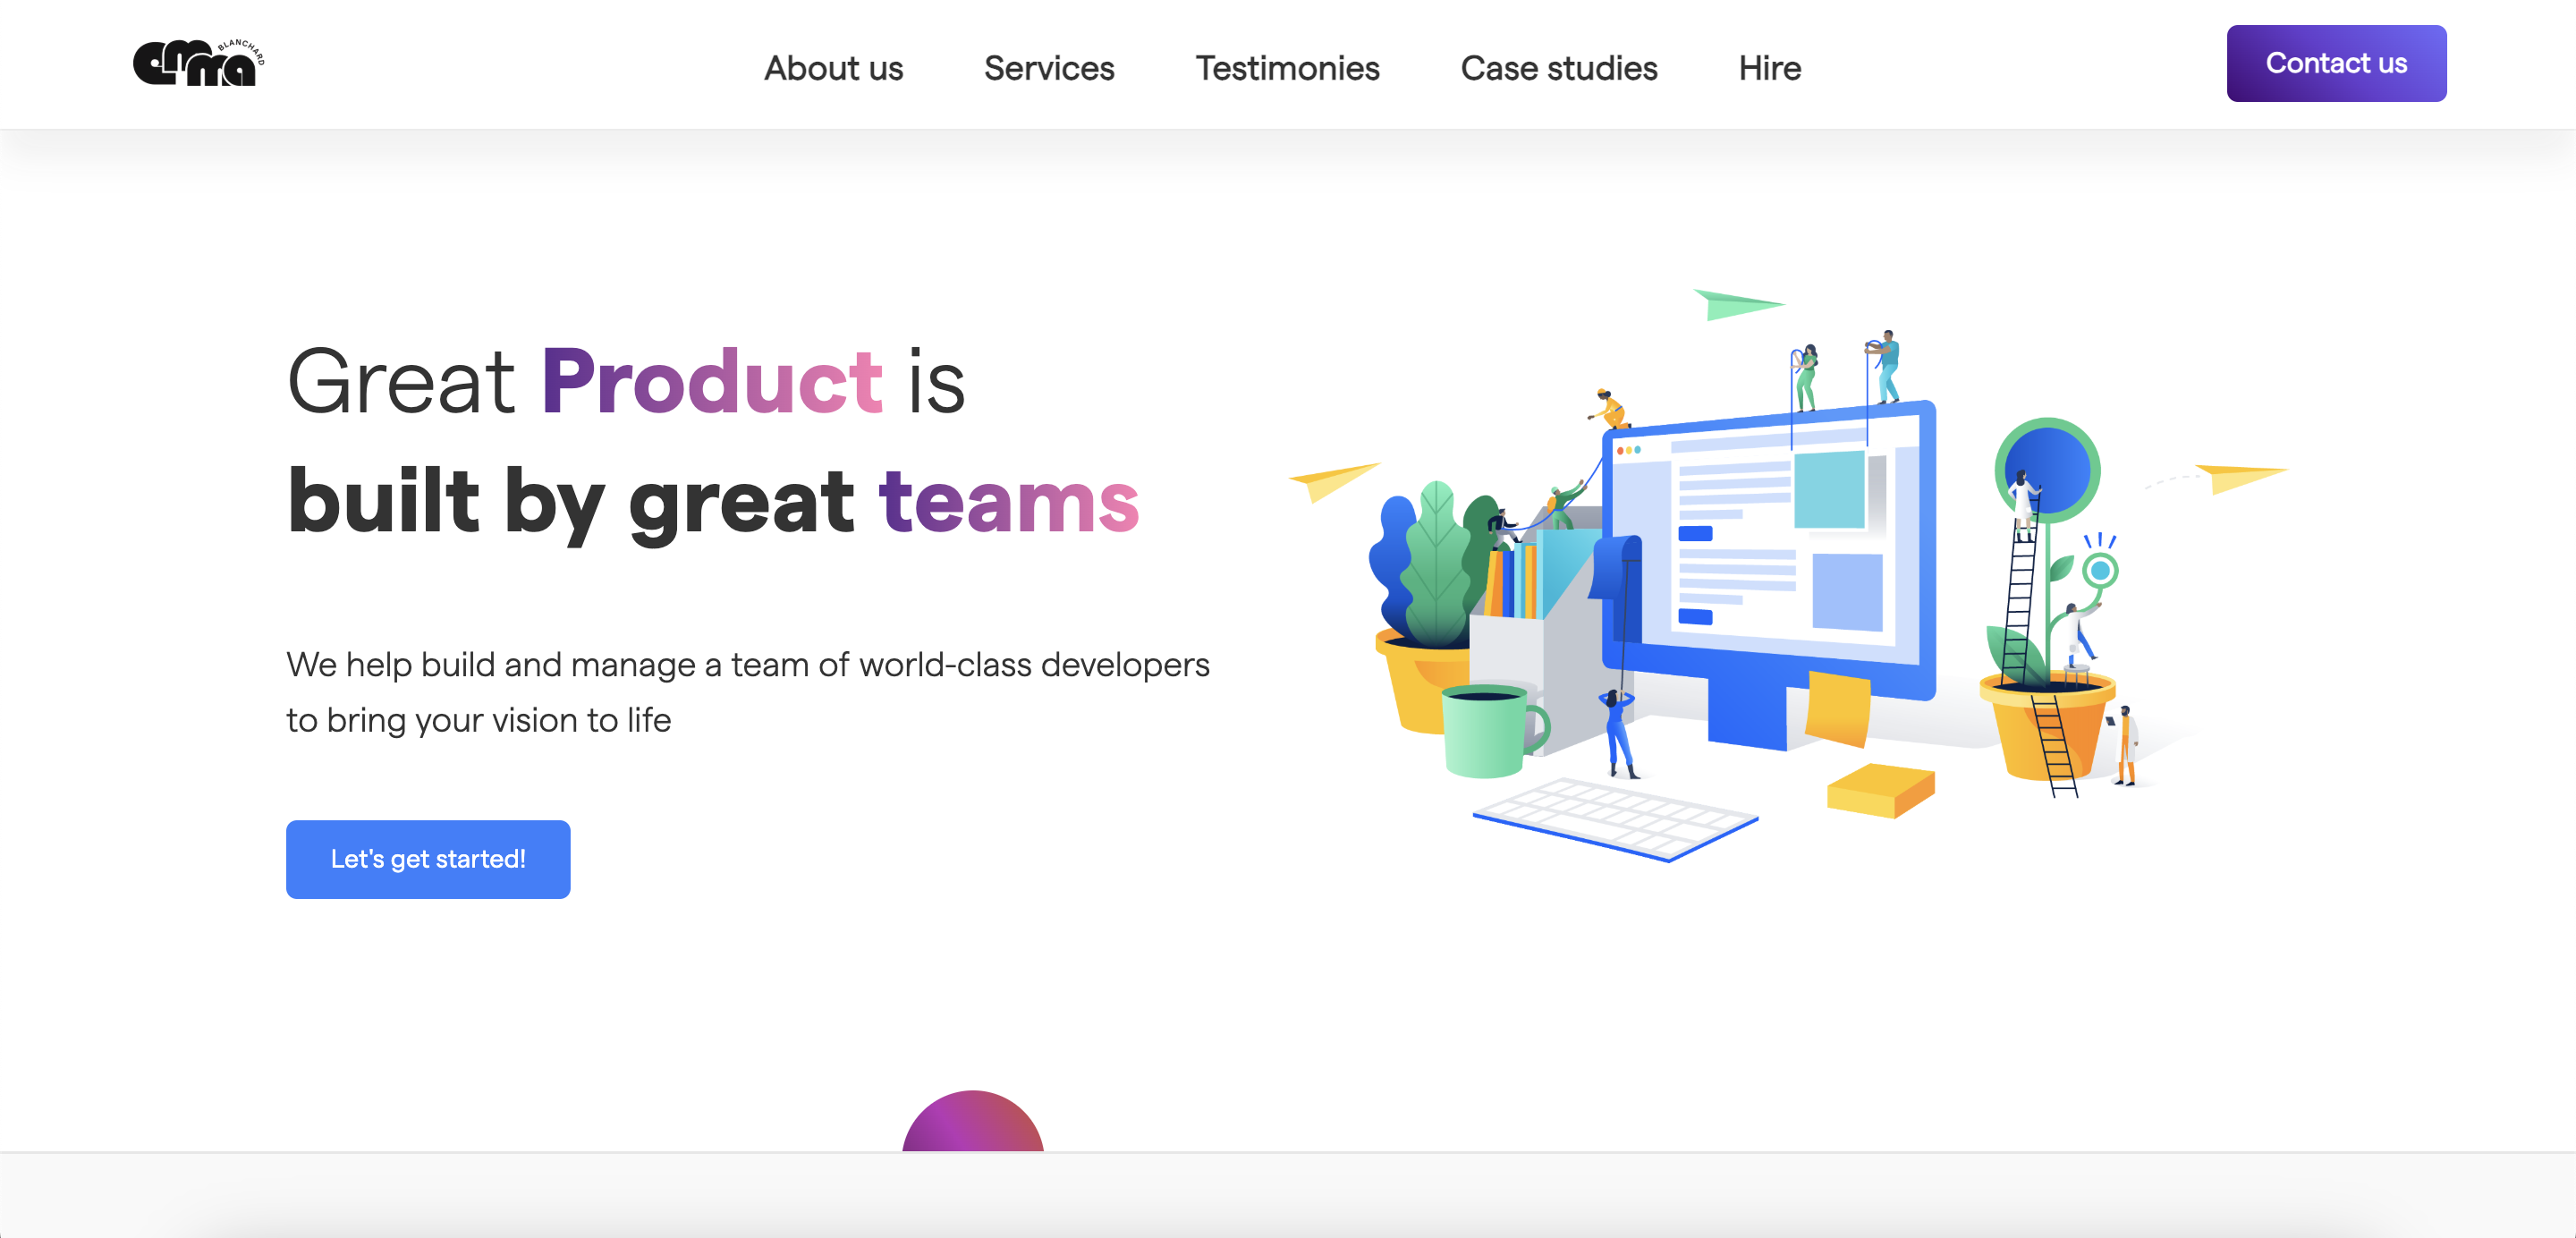 emma
BLANCHARD
About us
Services
Testimonies
Case studies
Hire
Contact us
Great Product is
built by great teams
We help build and manage a team of world-class developers
to bring your vision to life
Let's get started!